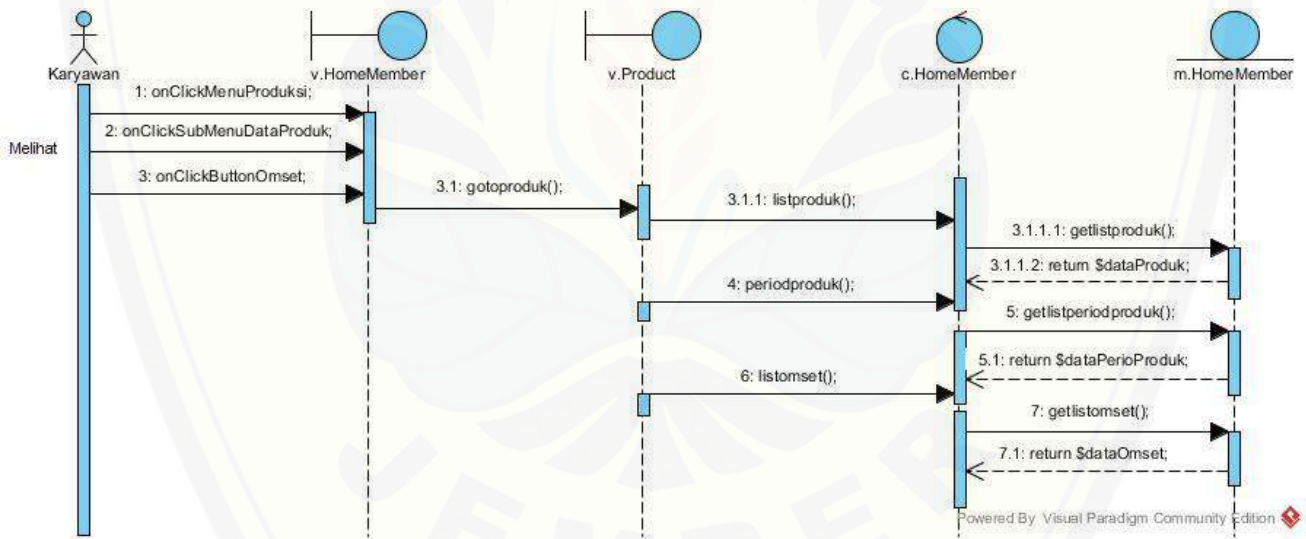 Karyawan
v.HomeMember
v.Product
c.HomeMember
m.HomeMember
1: onClickMenuProduksi;
2: onClickSubMenuDataProduk;
Melihat
3: onClickButtonOmset;
3.1: gotoproduk();
3.1.1: listproduk();
3.1.1.1: getlistproduk();
3.1.1.2: return $dataProduk;
4: periodproduk();
5: getlistperiodproduk();
5.1: return $dataPerioProduk;
6: listomset();
7: getlistomset();
7.1: return $dataOmset;
JEMBER
Powered By Visual Paradigm Community Edition